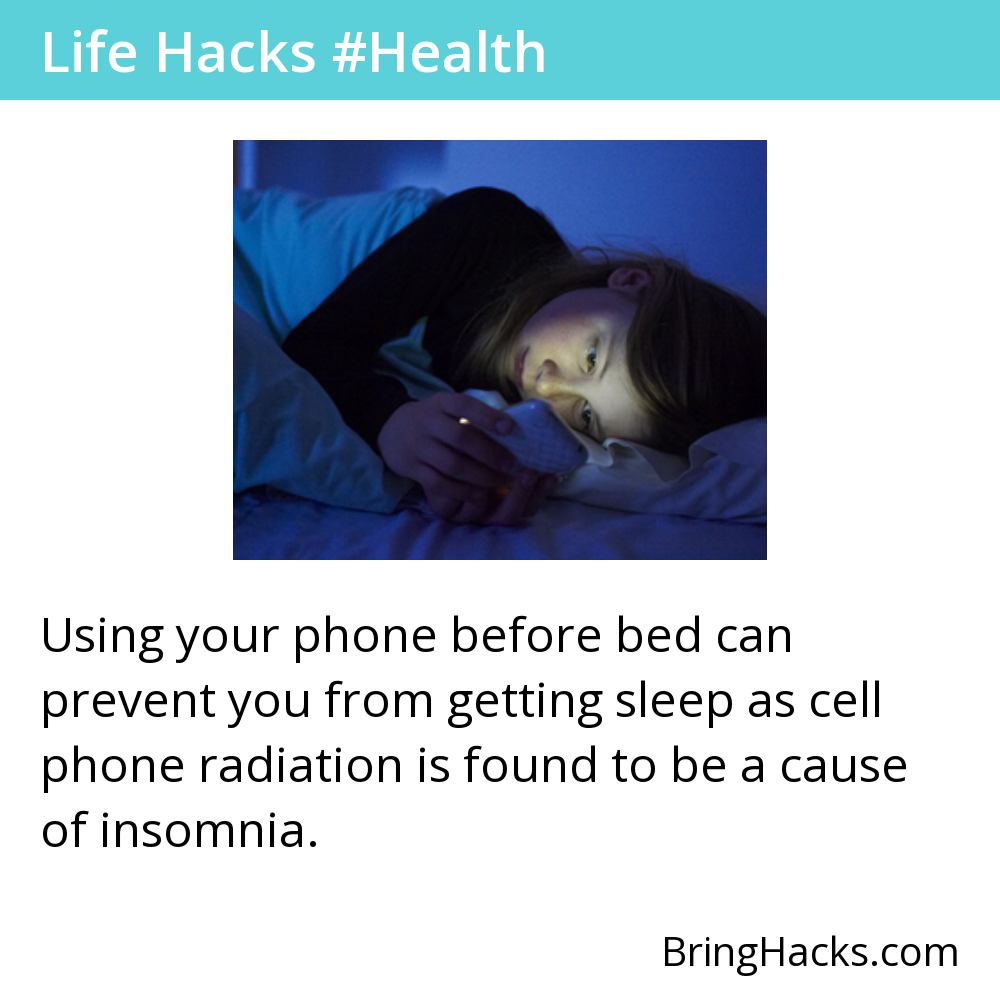 Life Hacks #Health
Using your phone before bed can
prevent you from getting sleep as cell
phone radiation is found to be a cause
of insomnia.
BringHacks.com